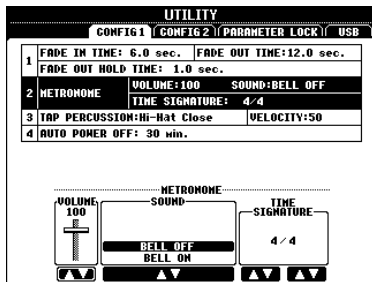 UTILITY
CONFIG 1 CONFIG 2 PARAMETER LOCK USB
1 FADE IN TIME: 6.0 sec. FADE OUT TIME:12.0 sec.
FADE OUT HOLD TIME: 1.0 sec.
2 METRONOME VOLUME:100 SOUND:BELL OFF
TIME SIGNATURE: 4/4
3 TAP PERCUSSION:Hi-Hat Close VELOCITY:50
4 AUTO POWER OFF: 30 min.
METRONOME
VOLUME SOUND TIME SIGNATURE
100
4/4
BELL OFF
BELL ON